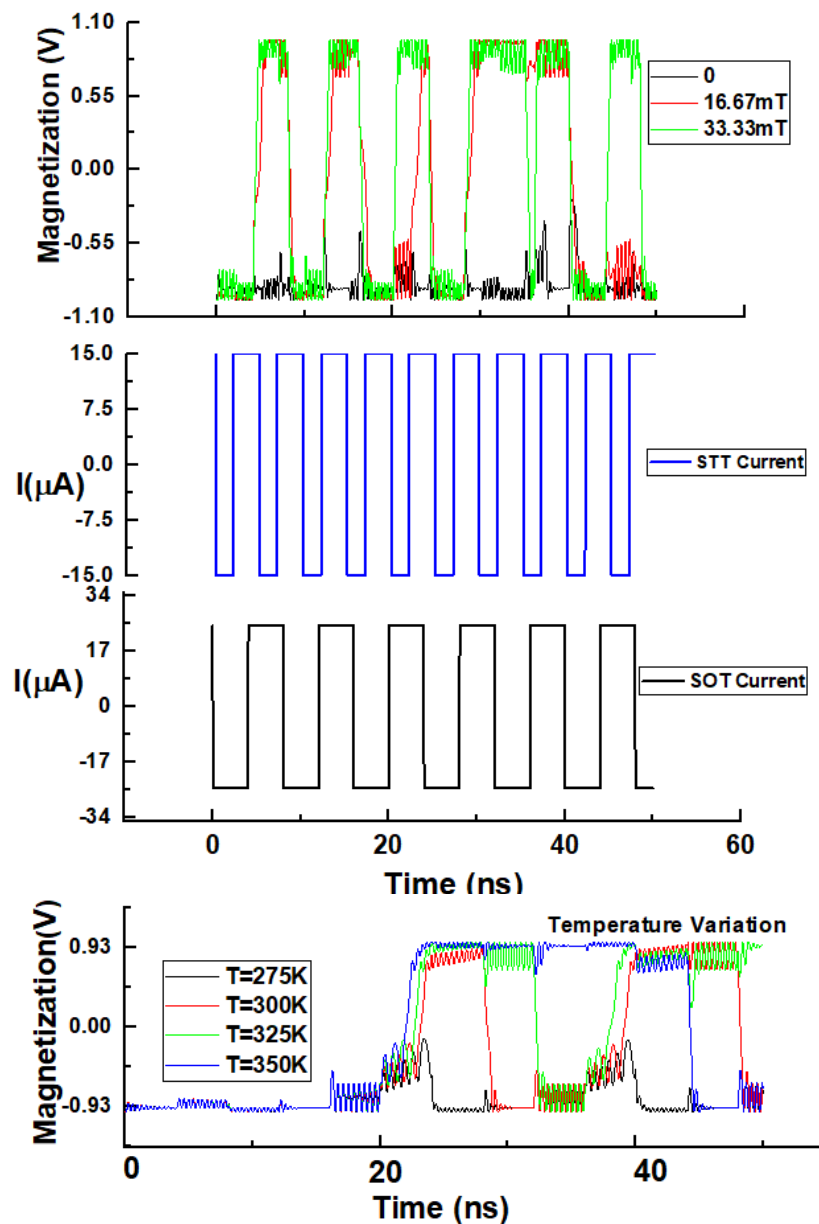 Magnetization (V)
1.10
0.55
0.00
-0.55
-1.10
0
16.67mT
33.33mT
I(μA)
15.0
7.5
0.0
-7.5
-15.0
STT Current
I(μA)
34
17
0
-17
-34
SOT Current
0 20 40 60
Time (ns)
Magnetization(V)
0.93
0.00
-0.93
Temperature Variation
T=275K
T=300K
T=325K
T=350K
0 20 40
Time (ns)